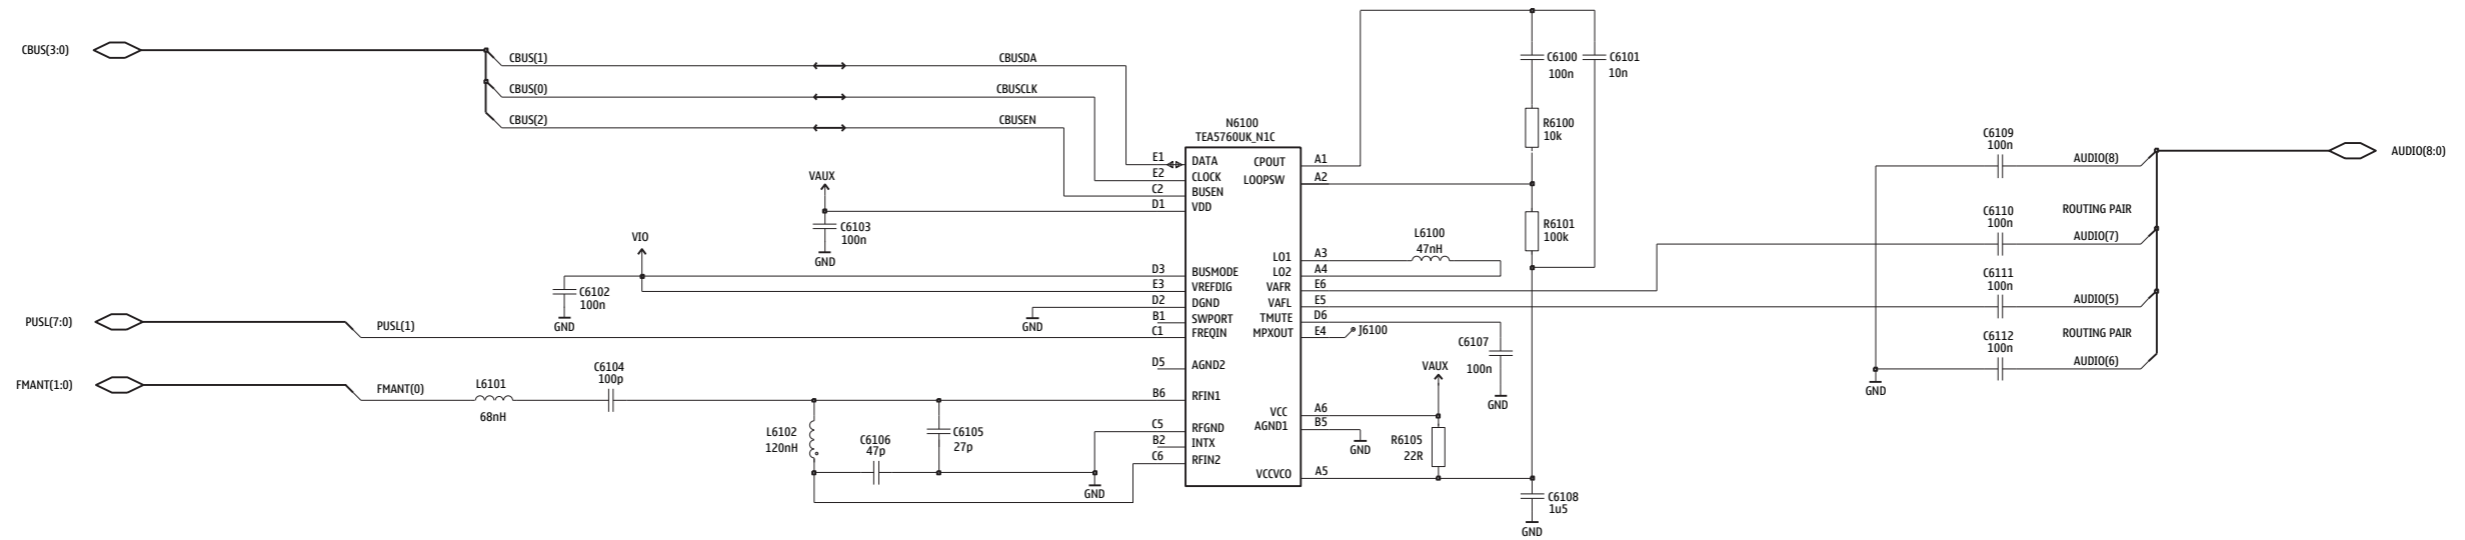 CBUS(3:0)
CBUS(1)
CBUSDA
CBUS(0)
CBUSCLK
CBUS(2)
CBUSEN
C6100
100n
C6101
10n
R6100
10k
N6100
TEA5760UK_N1C
E1
DATA
E2
CLOCK
C2
BUSEN
D1
VDD
CPOUT
A1
LOOPSW
A2
VAUX
C6103
100n
GND
VIO
C6102
100n
GND
D3
BUSMODE
E3
VREFDIG
D2
DGND
GND
B1
SWPORT
C1
FREQIN
R6101
100k
L6100
47nH
LO1
A3
LO2
A4
VAFR
E6
VAFL
E5
TMUTE
D6
MPXOUT
E4
J6100
PUSL(7:0)
PUSL(1)
C6107
100n
GND
FMANT(1:0)
FMANT(0)
L6101
68nH
C6104
100p
D5
AGND2
B6
RFIN1
L6102
120nH
C6106
47p
C6105
27p
GND
C5
RFGND
B2
INTX
C6
RFIN2
VAUX
VCC
A6
AGND1
B5
GND
R6105
22R
VCCVCO
A5
C6108
1u5
GND
C6109
100n
AUDIO(8)
AUDIO(8:0)
C6110
100n
ROUTING PAIR
AUDIO(7)
C6111
100n
AUDIO(5)
C6112
100n
ROUTING PAIR
AUDIO(6)
GND